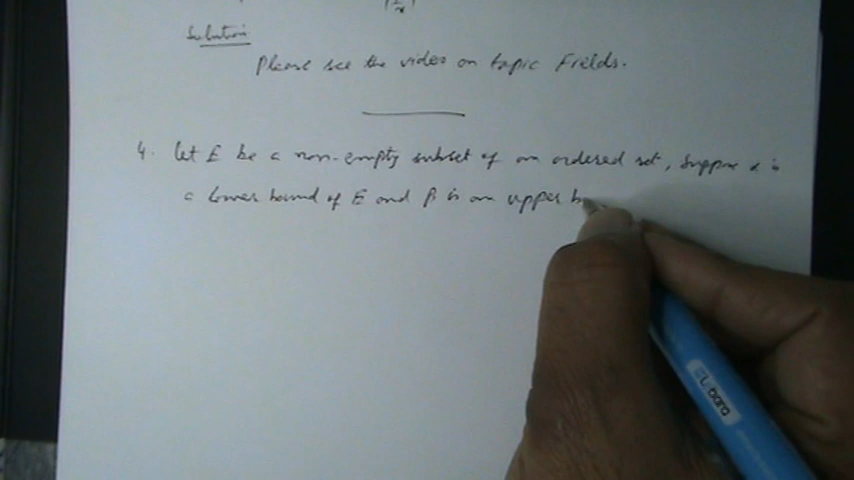 Solution
Please see the video on topic Fields.
4. Let E be a non-empty subset of an ordered set, suppose α is
a lower bound of E and β is an upper b